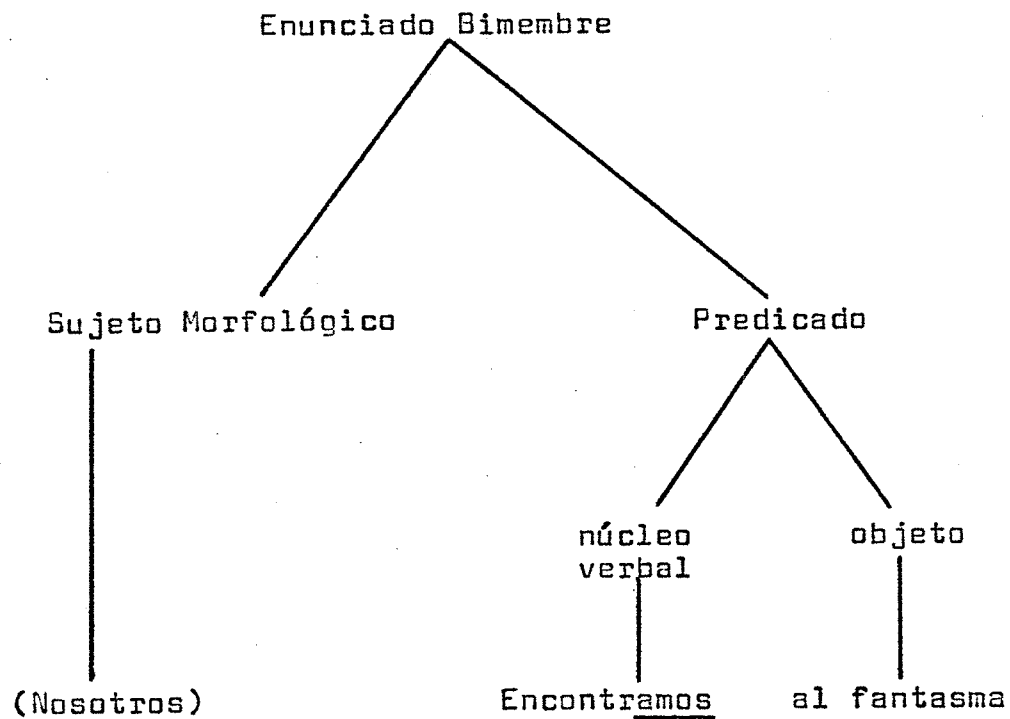 Enunciado Bimembre
Sujeto Morfológico Predicado
núcleo objeto
verbal
(Nosotros) Encontramos al fantasma